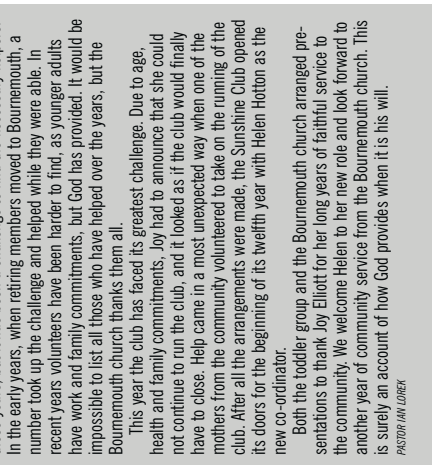 In the early years, when retiring members moved to Bournemouth, a
number took up the challenge and helped while they were able. In
recent years volunteers have been harder to find, as younger adults
have work and family commitments, but God has provided. It would be
impossible to list all those who have helped over the years, but the
Bournemouth church thanks them all.
This year the club has faced its greatest challenge. Due to age,
health and family commitments, Joy had to announce that she could
not continue to run the club, and it looked as if the club would finally
have to close. Help came in a most unexpected way when one of the
mothers from the community volunteered to take on the running of the
club. After all the arrangements were made, the Sunshine Club opened
its doors for the beginning of its twelfth year with Helen Hotton as the
new co-ordinator.
Both the toddler group and the Bournemouth church arranged pre-
sentations to thank Joy Elliott for her long years of faithful service to
the community. We welcome Helen to her new role and look forward to
another year of community service from the Bournemouth church. This
is surely an account of how God provides when it is his will.
PASTOR IAN LOREK